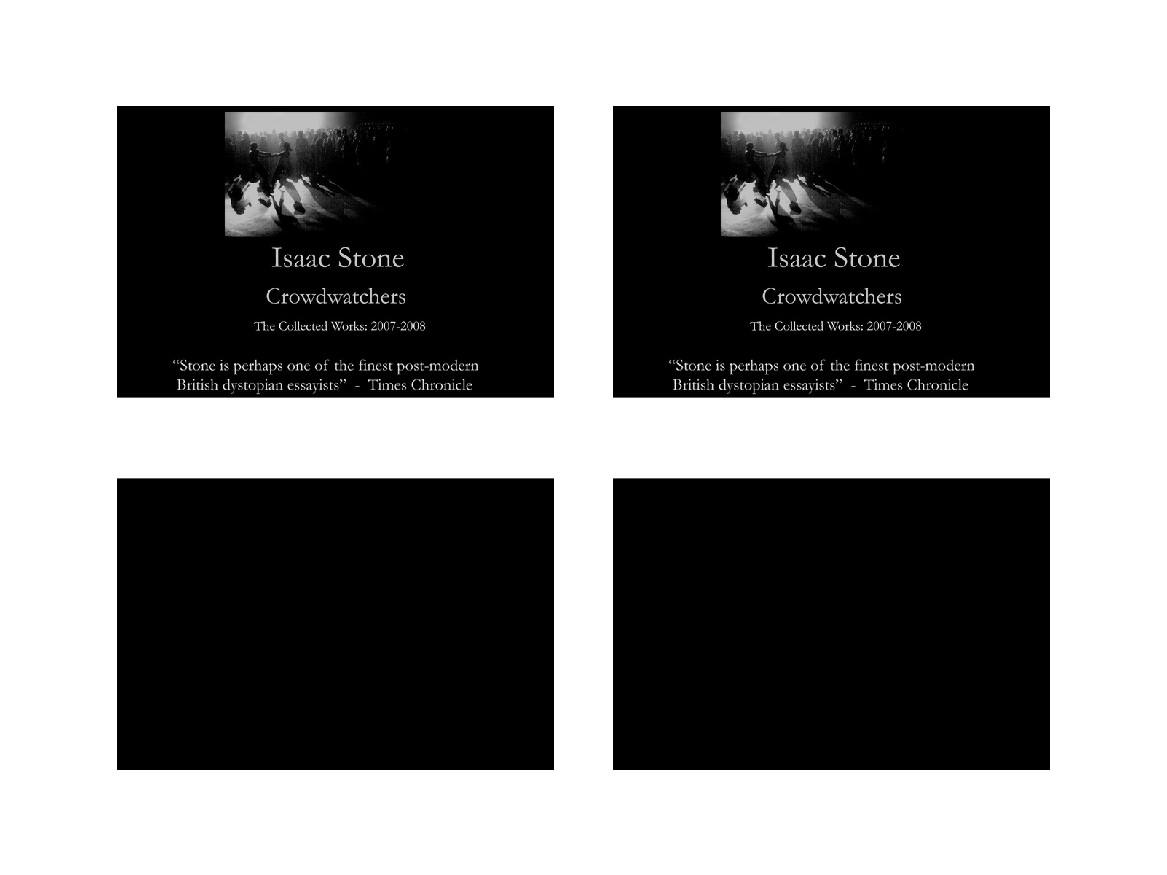 Isaac Stone
Crowdwatchers
The Collected Works: 2007-2008
“Stone is perhaps one of the finest post-modern
British dystopian essayists” - Times Chronicle
Isaac Stone
Crowdwatchers
The Collected Works: 2007-2008
“Stone is perhaps one of the finest post-modern
British dystopian essayists” - Times Chronicle